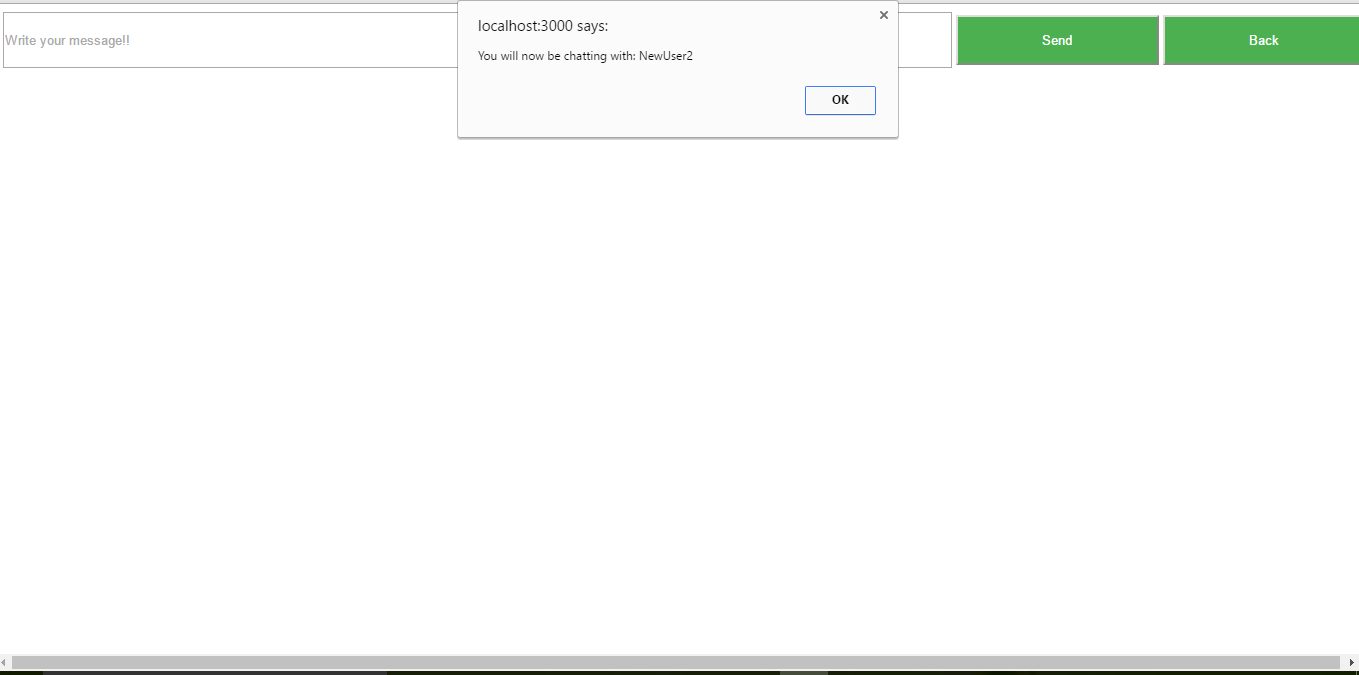 localhost:3000 says:
You will now be chatting with: NewUser2
OK
Write your message!!
Send
Back